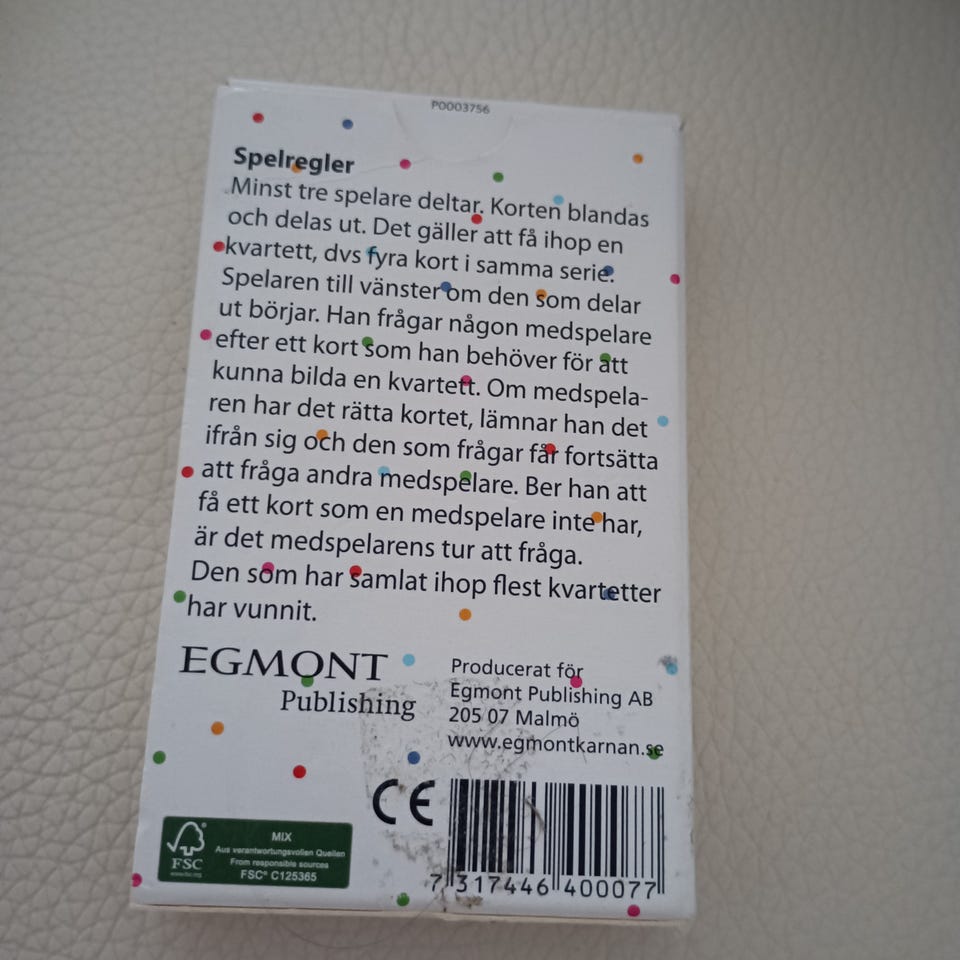 P0003756
Spelregler
Minst tre spelare deltar. Korten blandas
och delas ut. Det gäller att få ihop en
kvartett, dvs fyra kort i samma serie.
Spelaren till vänster om den som delar
ut börjar. Han frågar någon medspelare
efter ett kort som han behöver för att
kunna bilda en kvartett. Om medspela-
ren har det rätta kortet, lämnar han det
ifrån sig och den som frågar får fortsätta
att fråga andra medspelare. Ber han att
få ett kort som en medspelare inte har,
är det medspelarens tur att fråga.
Den som har samlat ihop flest kvartetter
har vunnit.
EGMONT
Publishing
Producerat för
Egmont Publishing AB
205 07 Malmö
www.egmontkarnan.se
CE
FSC
www.fsc.org
MIX
Aus verantwortungsvollen Quellen
From responsible sources
FSC® C125365
7 317446 400077